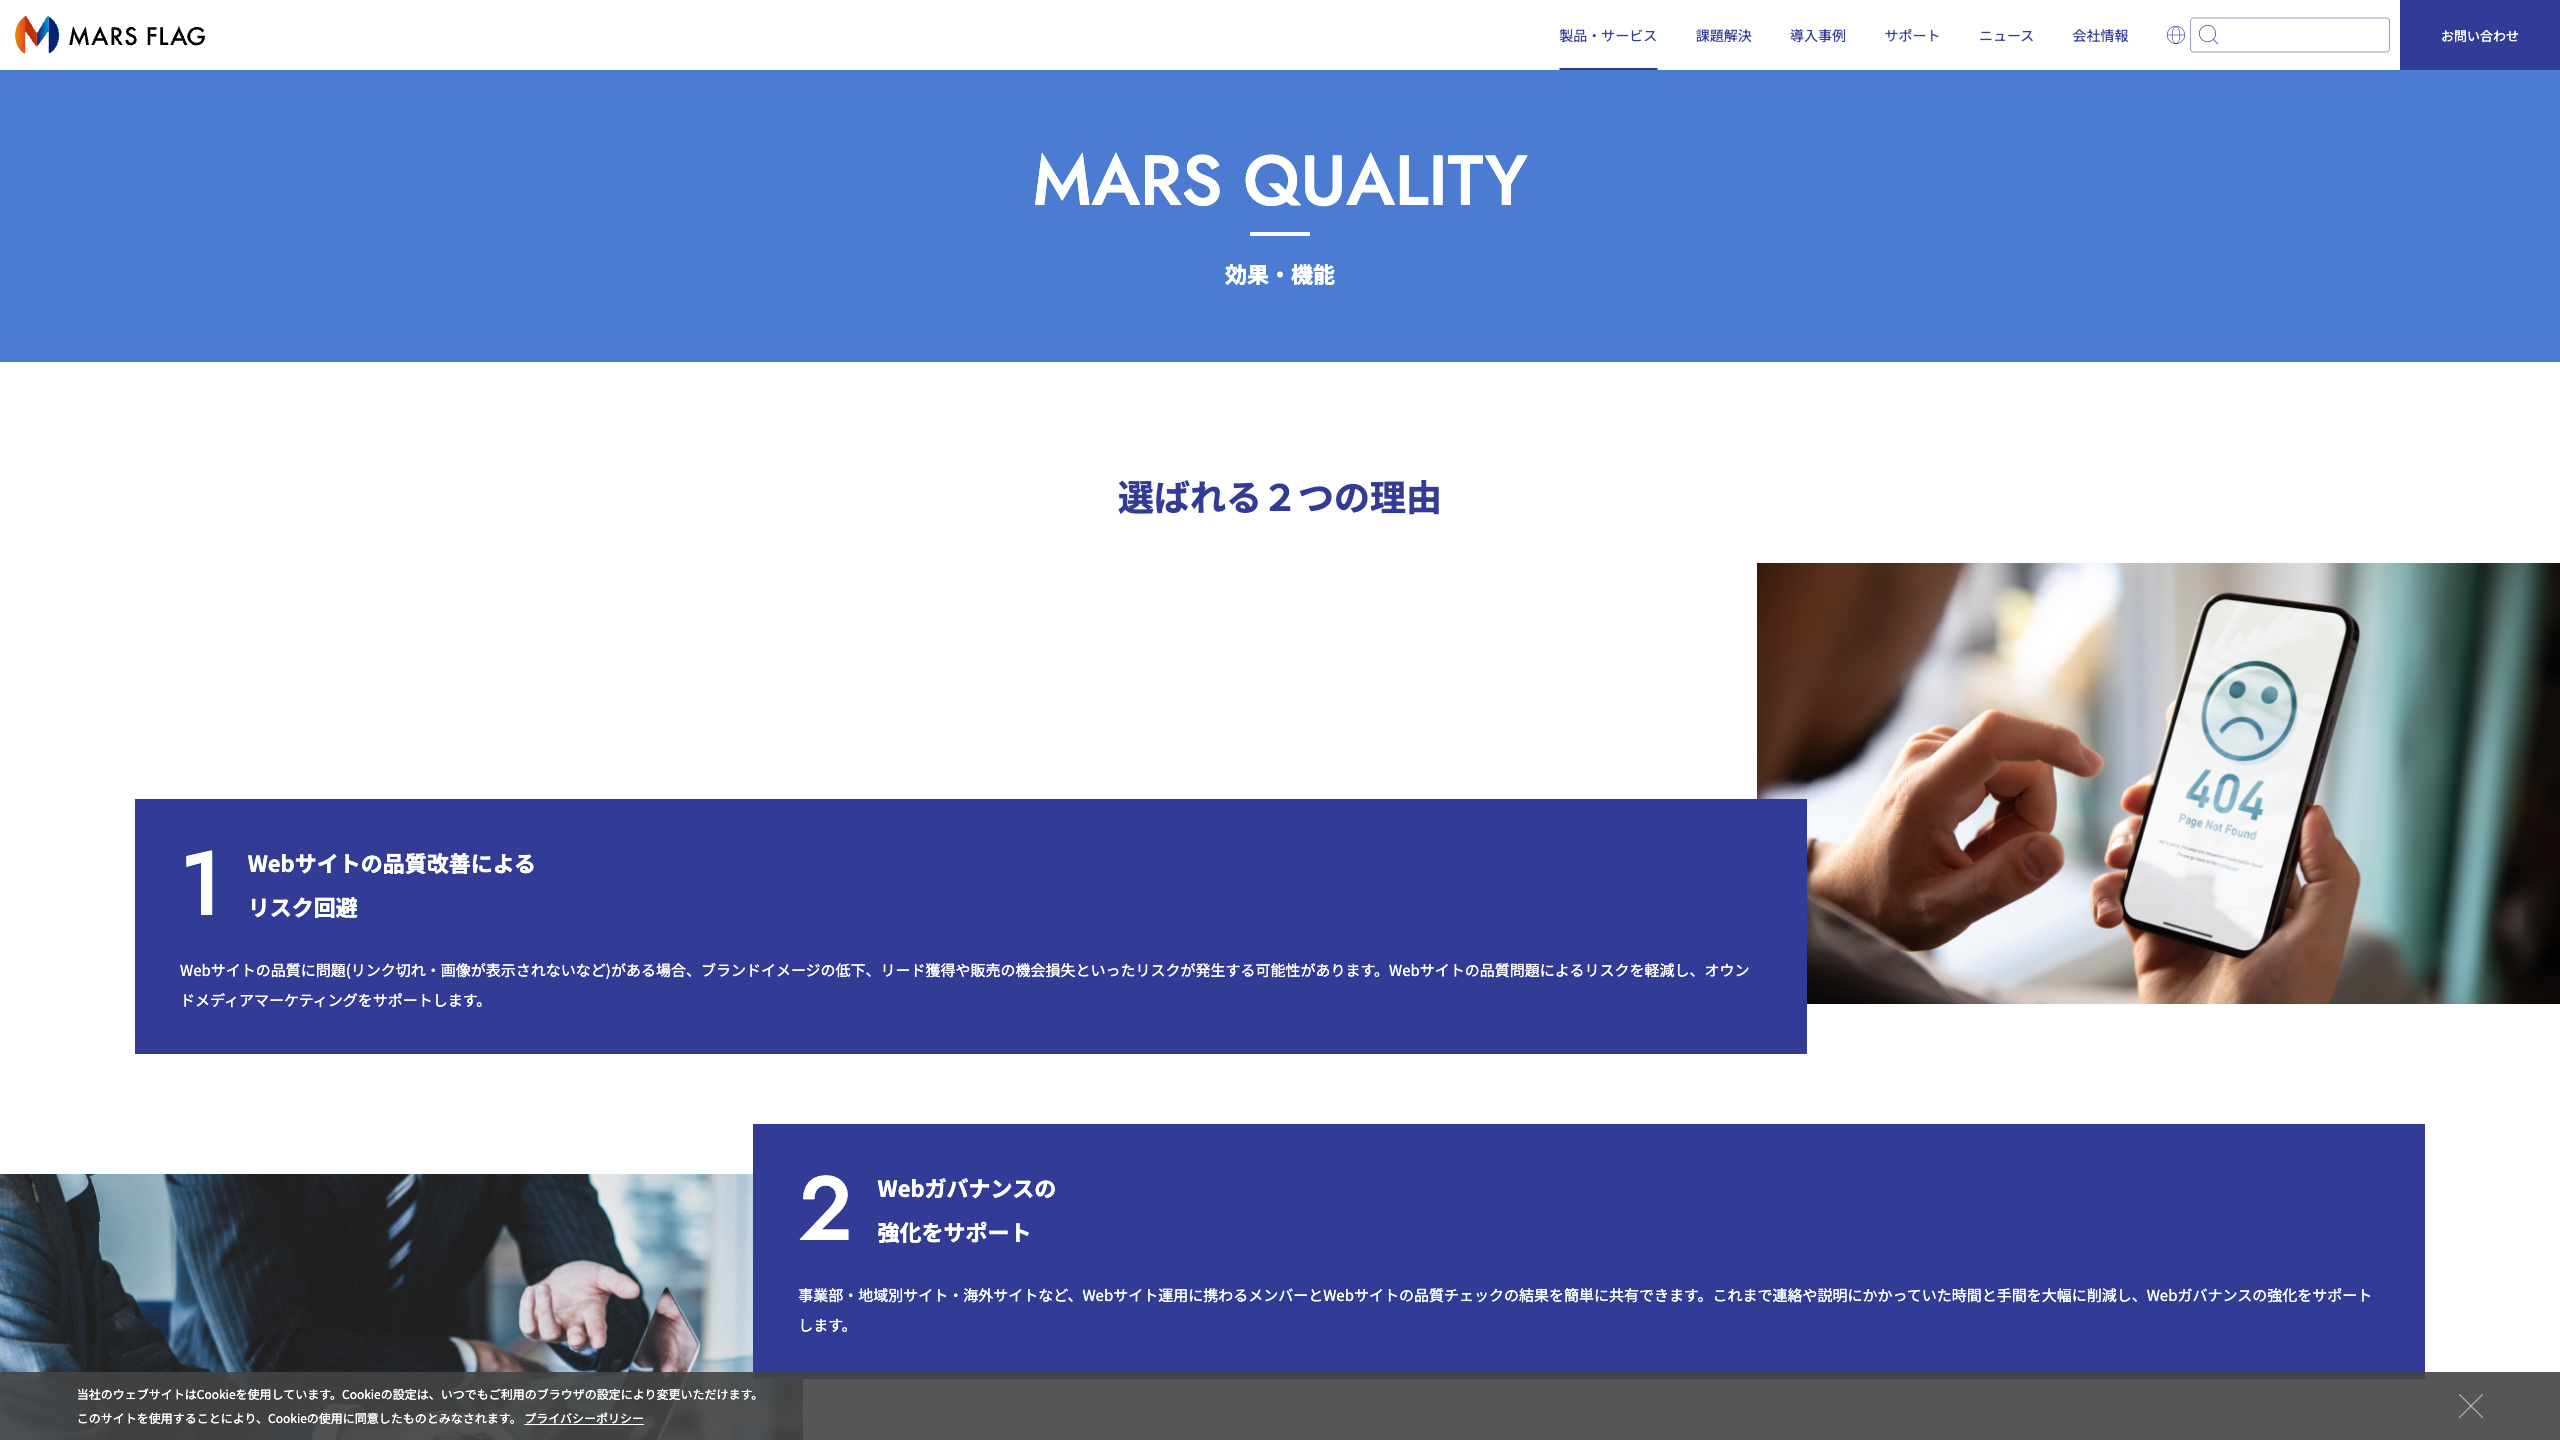 MARS FLAG
製品・サービス
課題解決
導入事例
サポート
ニュース
会社情報
お問い合わせ
MARS QUALITY
効果・機能
選ばれる２つの理由
404
Page Not Found
1
Webサイトの品質改善による
リスク回避
Webサイトの品質に問題(リンク切れ・画像が表示されないなど)がある場合、ブランドイメージの低下、リード獲得や販売の機会損失といったリスクが発生する可能性があります。Webサイトの品質問題によるリスクを軽減し、オウン
ドメディアマーケティングをサポートします。
2
Webガバナンスの
強化をサポート
事業部・地域別サイト・海外サイトなど、Webサイト運用に携わるメンバーとWebサイトの品質チェックの結果を簡単に共有できます。これまで連絡や説明にかかっていた時間と手間を大幅に削減し、Webガバナンスの強化をサポート
します。
当社のウェブサイトはCookieを使用しています。Cookieの設定は、いつでもご利用のブラウザの設定により変更いただけます。
このサイトを使用することにより、Cookieの使用に同意したものとみなされます。 プライバシーポリシー